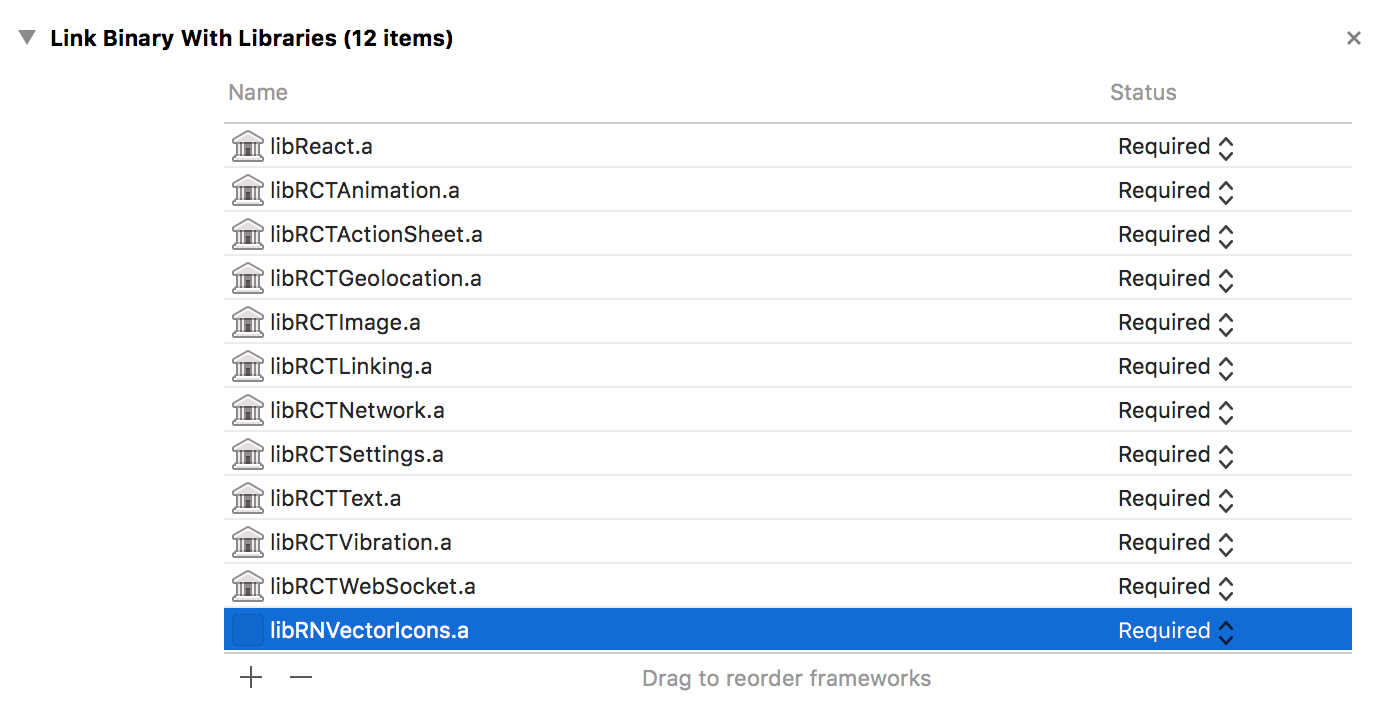 Link Binary With Libraries (12 items)
Name Status
libReact.a Required
libRCTAnimation.a Required
libRCTActionSheet.a Required
libRCTGeolocation.a Required
libRCTImage.a Required
libRCTLinking.a Required
libRCTNetwork.a Required
libRCTSettings.a Required
libRCTText.a Required
libRCTVibration.a Required
libRCTWebSocket.a Required
libRNVectorIcons.a Required
Drag to reorder frameworks